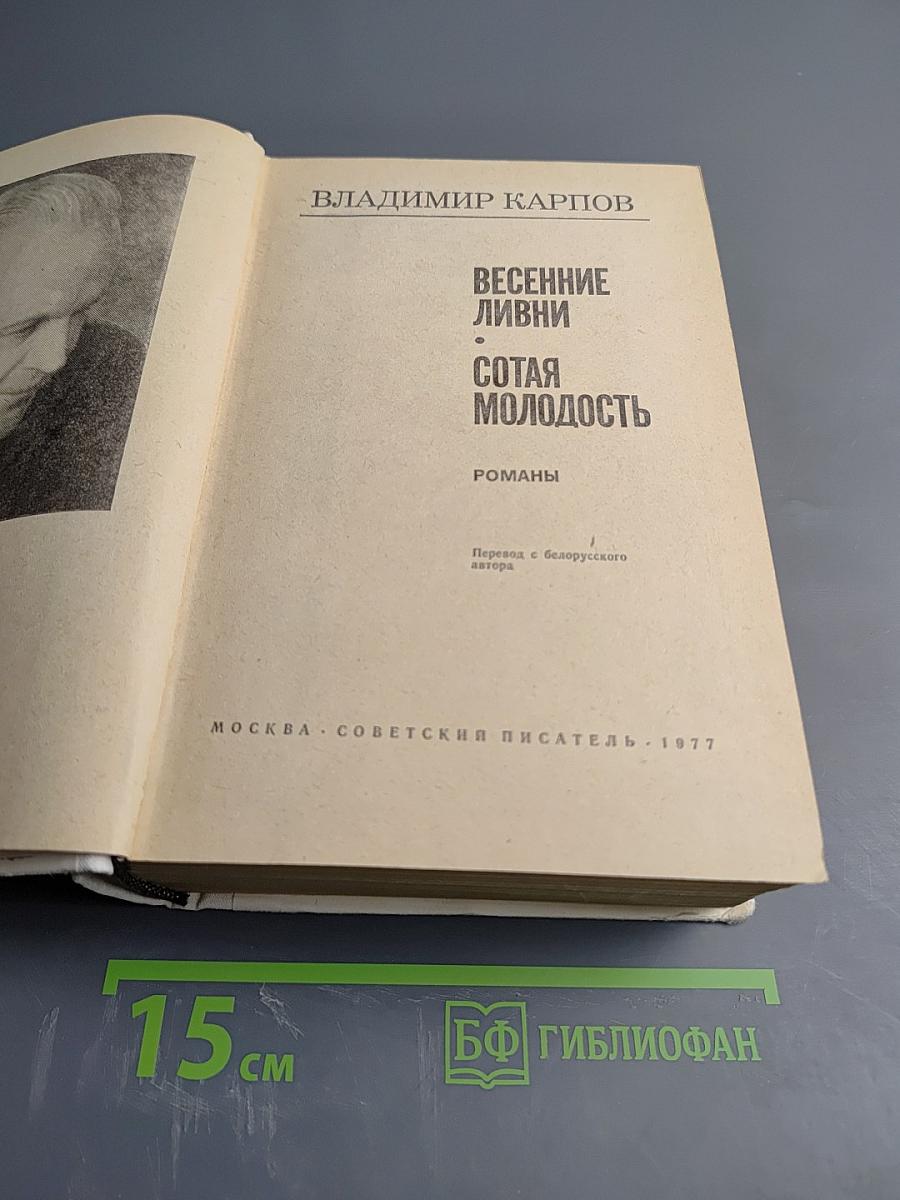 ВЛАДИМИР КАРПОВ
ВЕСЕННИЕ
ЛИВНИ
•
СОТАЯ
МОЛОДОСТЬ
РОМАНЫ
Перевод с белорусского
автора
МОСКВА • СОВЕТСКИЙ ПИСАТЕЛЬ • 1977
15 см
БФ ГИБЛИОФАН